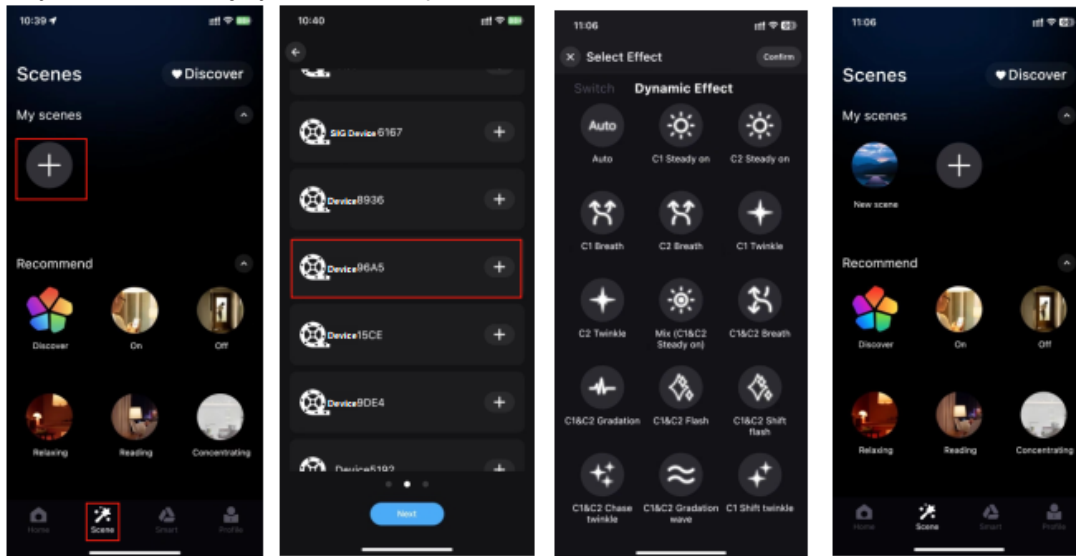 10:39
Scenes
Discover
My scenes
Recommend
Discover
On
Off
Relaxing
Reading
Concentrating
Home
Scene
Smart
Profile
10:40
SIG Device 6167
Device8936
Device96A5
Device15CE
Device9DE4
Device5192
Next
11:06
Select Effect
Confirm
Switch
Dynamic Effect
Auto
Auto
C1 Steady on
C2 Steady on
C1 Breath
C2 Breath
C1 Twinkle
C2 Twinkle
Mix (C1&C2
Steady on)
C1&C2 Breath
C1&C2 Gradation
C1&C2 Flash
C1&C2 Shift
flash
C1&C2 Chase
twinkle
C1&C2 Gradation
wave
C1 Shift twinkle
11:06
Scenes
Discover
My scenes
New scene
Recommend
Discover
On
Off
Relaxing
Reading
Concentrating
Home
Scene
Smart
Profile